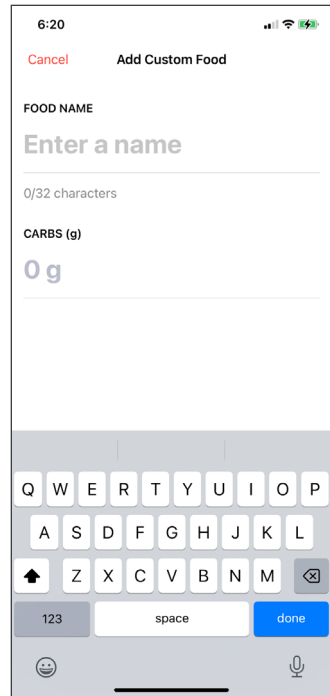 6:20
Cancel Add Custom Food
FOOD NAME
Enter a name
0/32 characters
CARBS (g)
0 g
Q W E R T Y U I O P
A S D F G H J K L
Z X C V B N M
123 space done